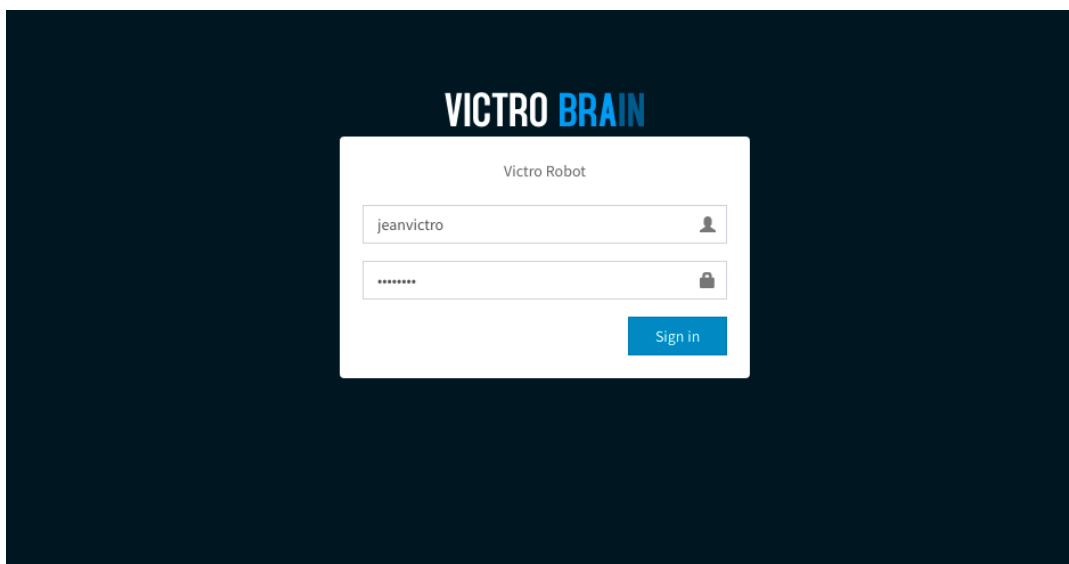 VICTRO BRAIN
Victro Robot
jeanvictro
••••••••
Sign in